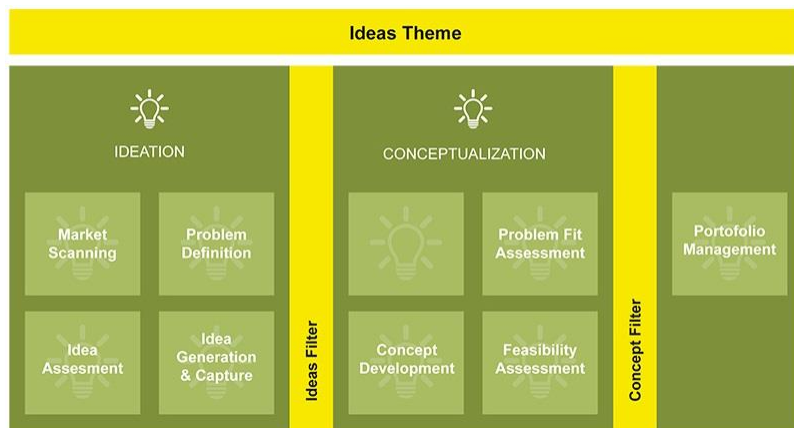 Ideas Theme
IDEATION
Market
Scanning
Problem
Definition
Idea
Assesment
Idea
Generation
& Capture
Ideas Filter
CONCEPTUALIZATION
Problem Fit
Assessment
Concept
Development
Feasibility
Assessment
Concept Filter
Portofolio
Management